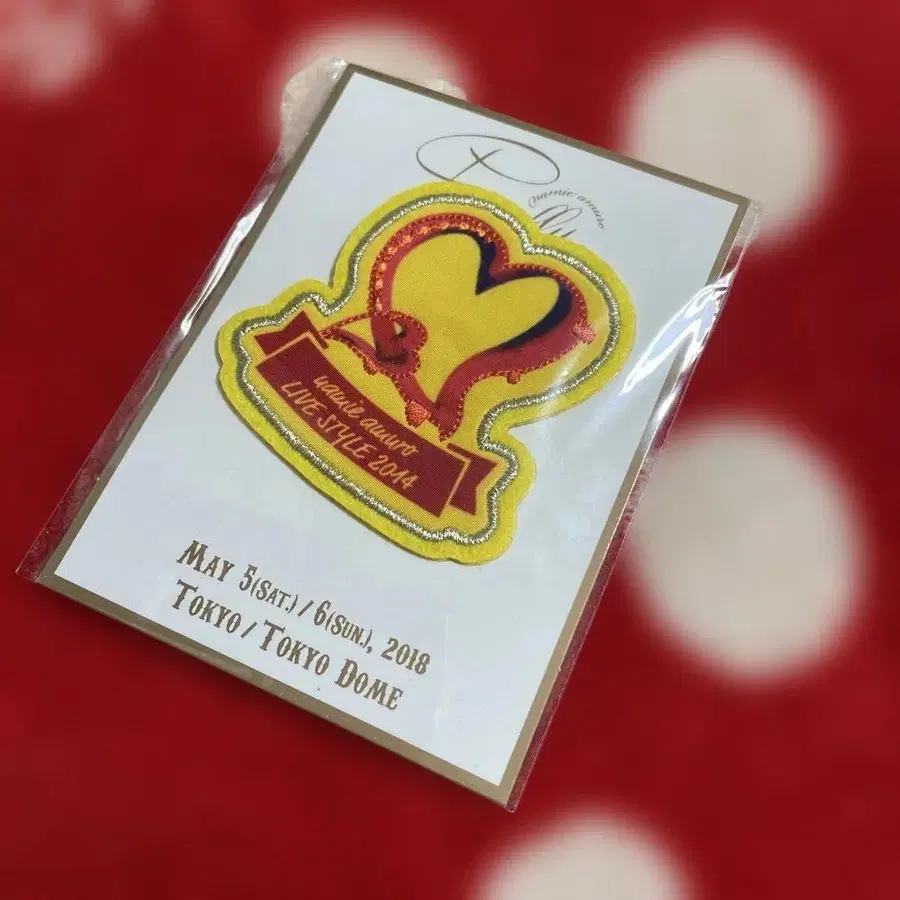 namie amuro
namie amuro
LIVE STYLE 2014
MAY 5(SAT.) / 6(SUN.), 2018
TOKYO / TOKYO DOME